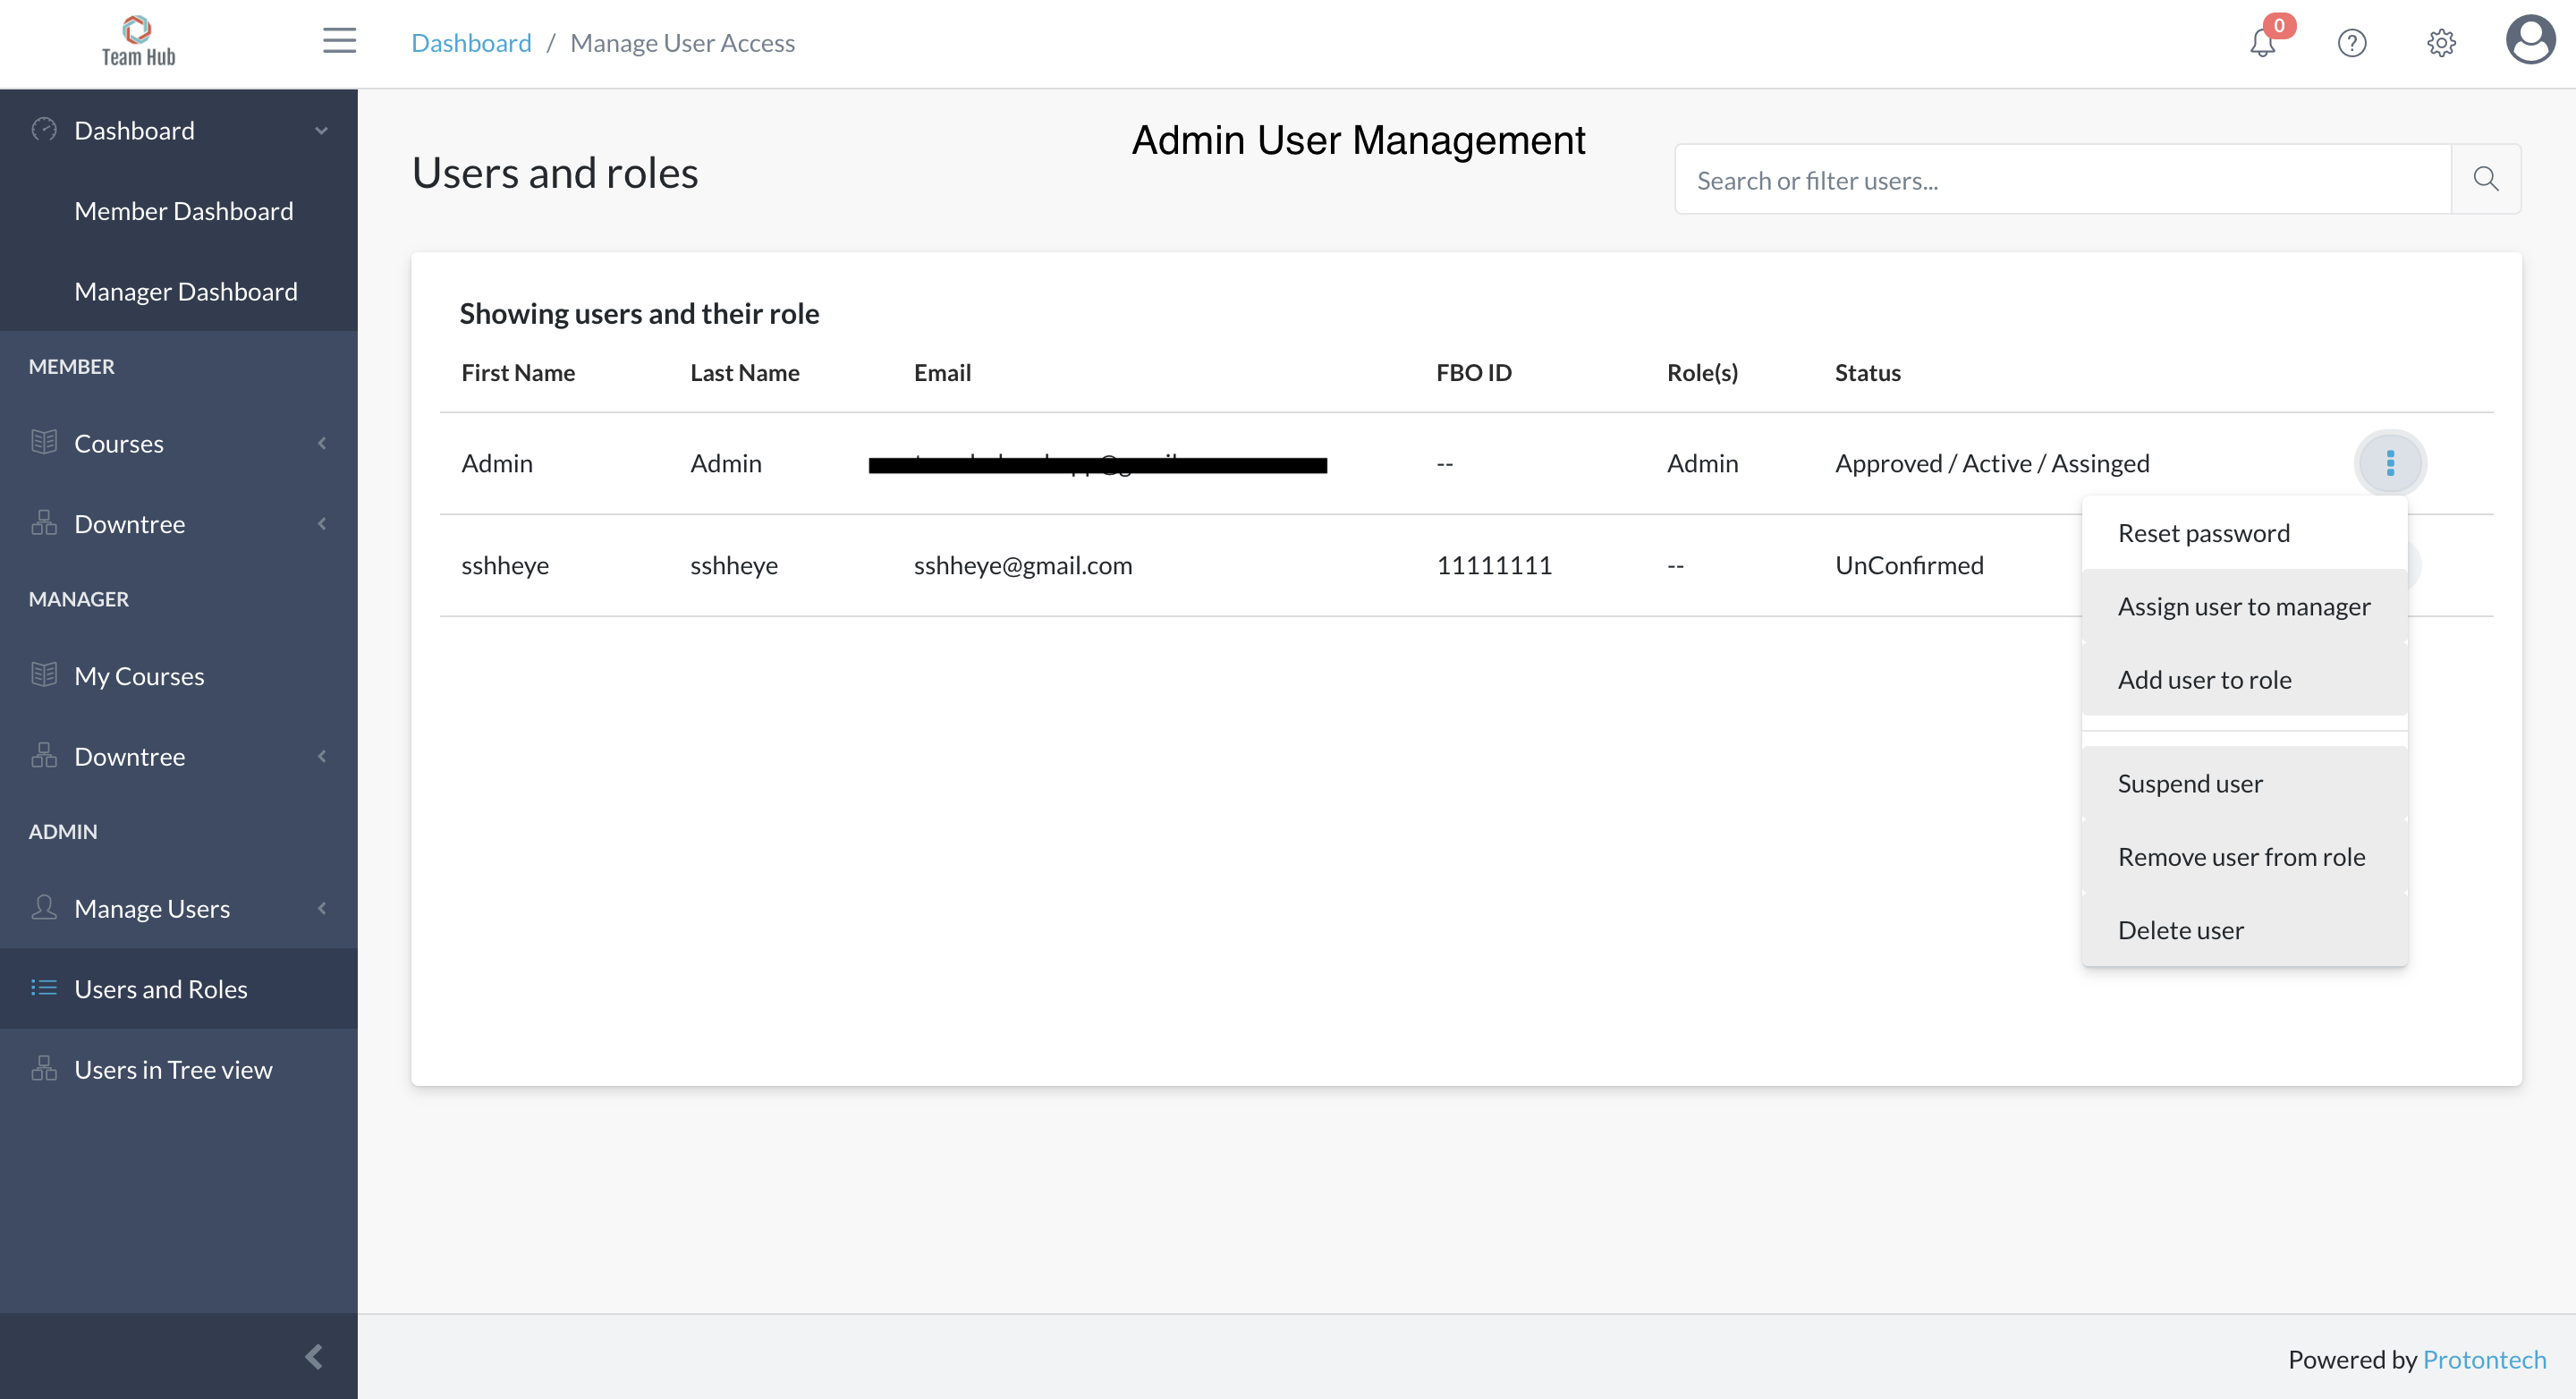 Team Hub
Dashboard / Manage User Access
0
Dashboard
Member Dashboard
Manager Dashboard
MEMBER
Courses
Downtree
MANAGER
My Courses
Downtree
ADMIN
Manage Users
Users and Roles
Users in Tree view
Admin User Management
Users and roles
Search or filter users...
Showing users and their role
First Name Last Name Email FBO ID Role(s) Status
Admin Admin -- Admin Approved / Active / Assinged
sshheye sshheye sshheye@gmail.com 11111111 -- UnConfirmed
Reset password
Assign user to manager
Add user to role
Suspend user
Remove user from role
Delete user
Powered by Protontech